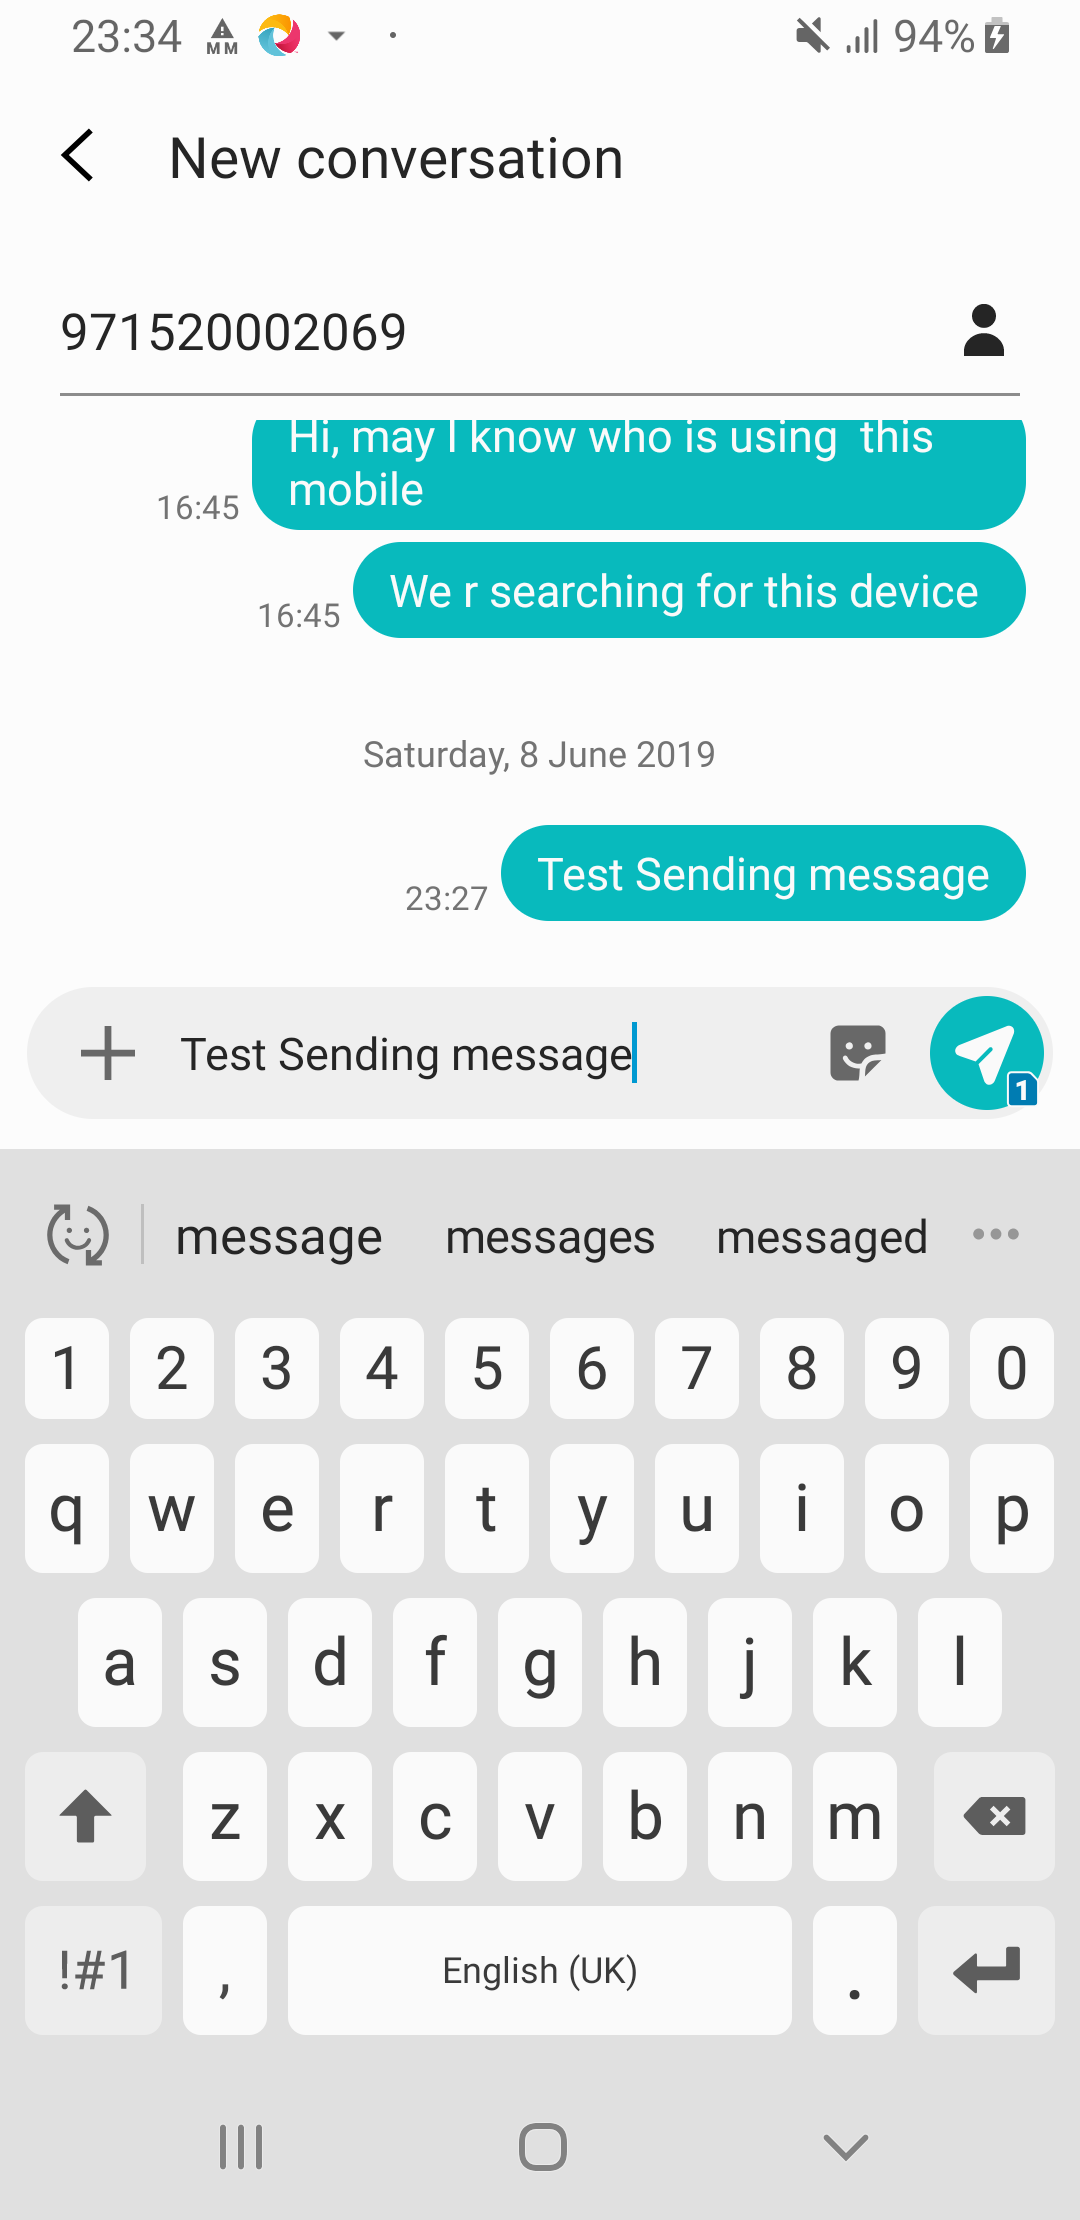 23:34 MM 94%
New conversation
971520002069
Hi, may I know who is using  this
mobile
16:45
We r searching for this device
16:45
Saturday, 8 June 2019
Test Sending message
23:27
Test Sending message
1
message messages messaged
1 2 3 4 5 6 7 8 9 0
q w e r t y u i o p
a s d f g h j k l
z x c v b n m
!#1 , English (UK) .